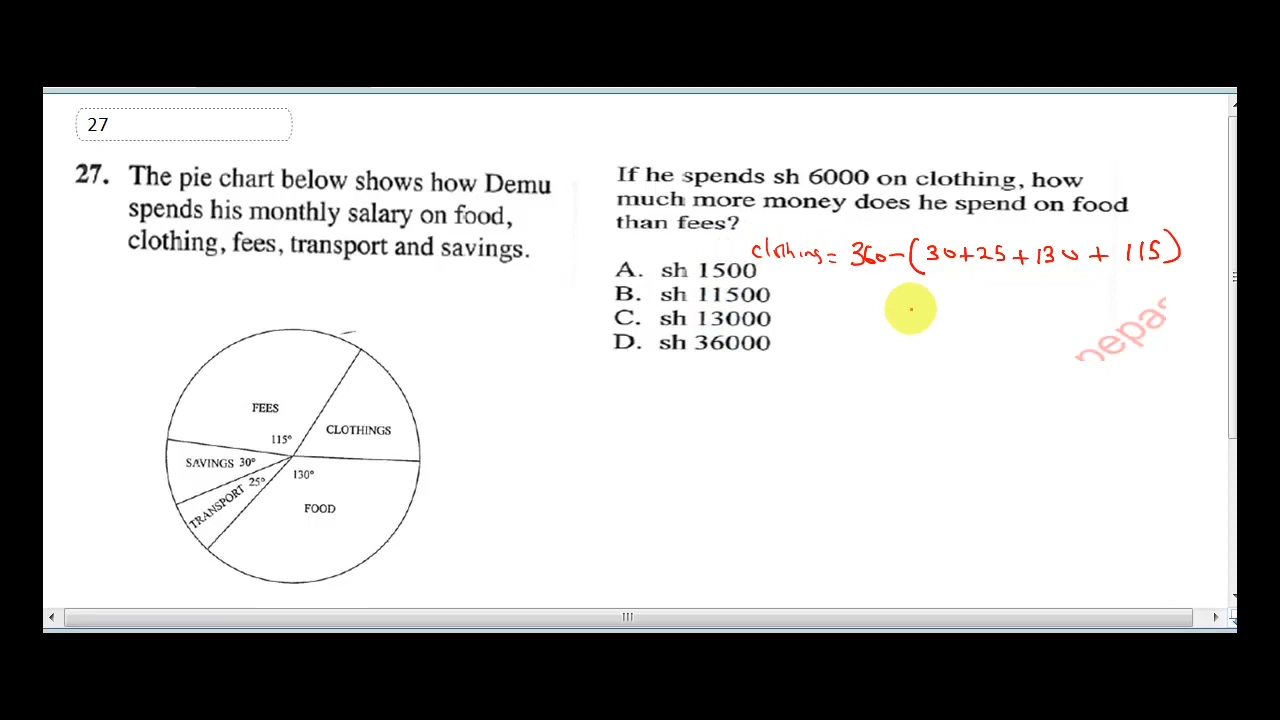 27
27. The pie chart below shows how Demu
spends his monthly salary on food,
clothing, fees, transport and savings.
FEES
115°
CLOTHINGS
SAVINGS 30°
25°
TRANSPORT
130°
FOOD
If he spends sh 6000 on clothing, how
much more money does he spend on food
than fees?
clothing = 360-(30+25+130+115)
A. sh 1500
B. sh 11500
C. sh 13000
D. sh 36000